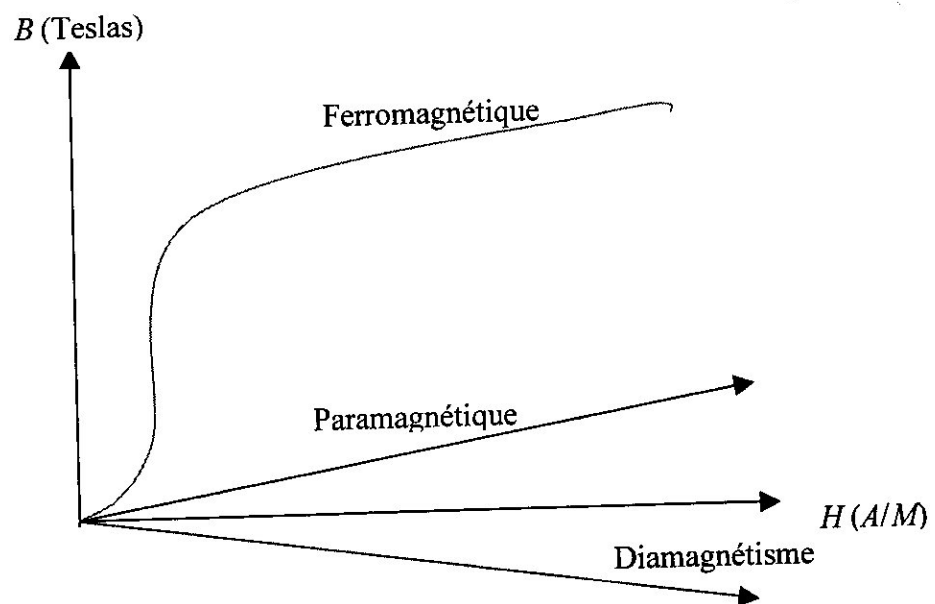 B (Teslas)
Ferromagnétique
Paramagnétique
H (A/M)
Diamagnétisme